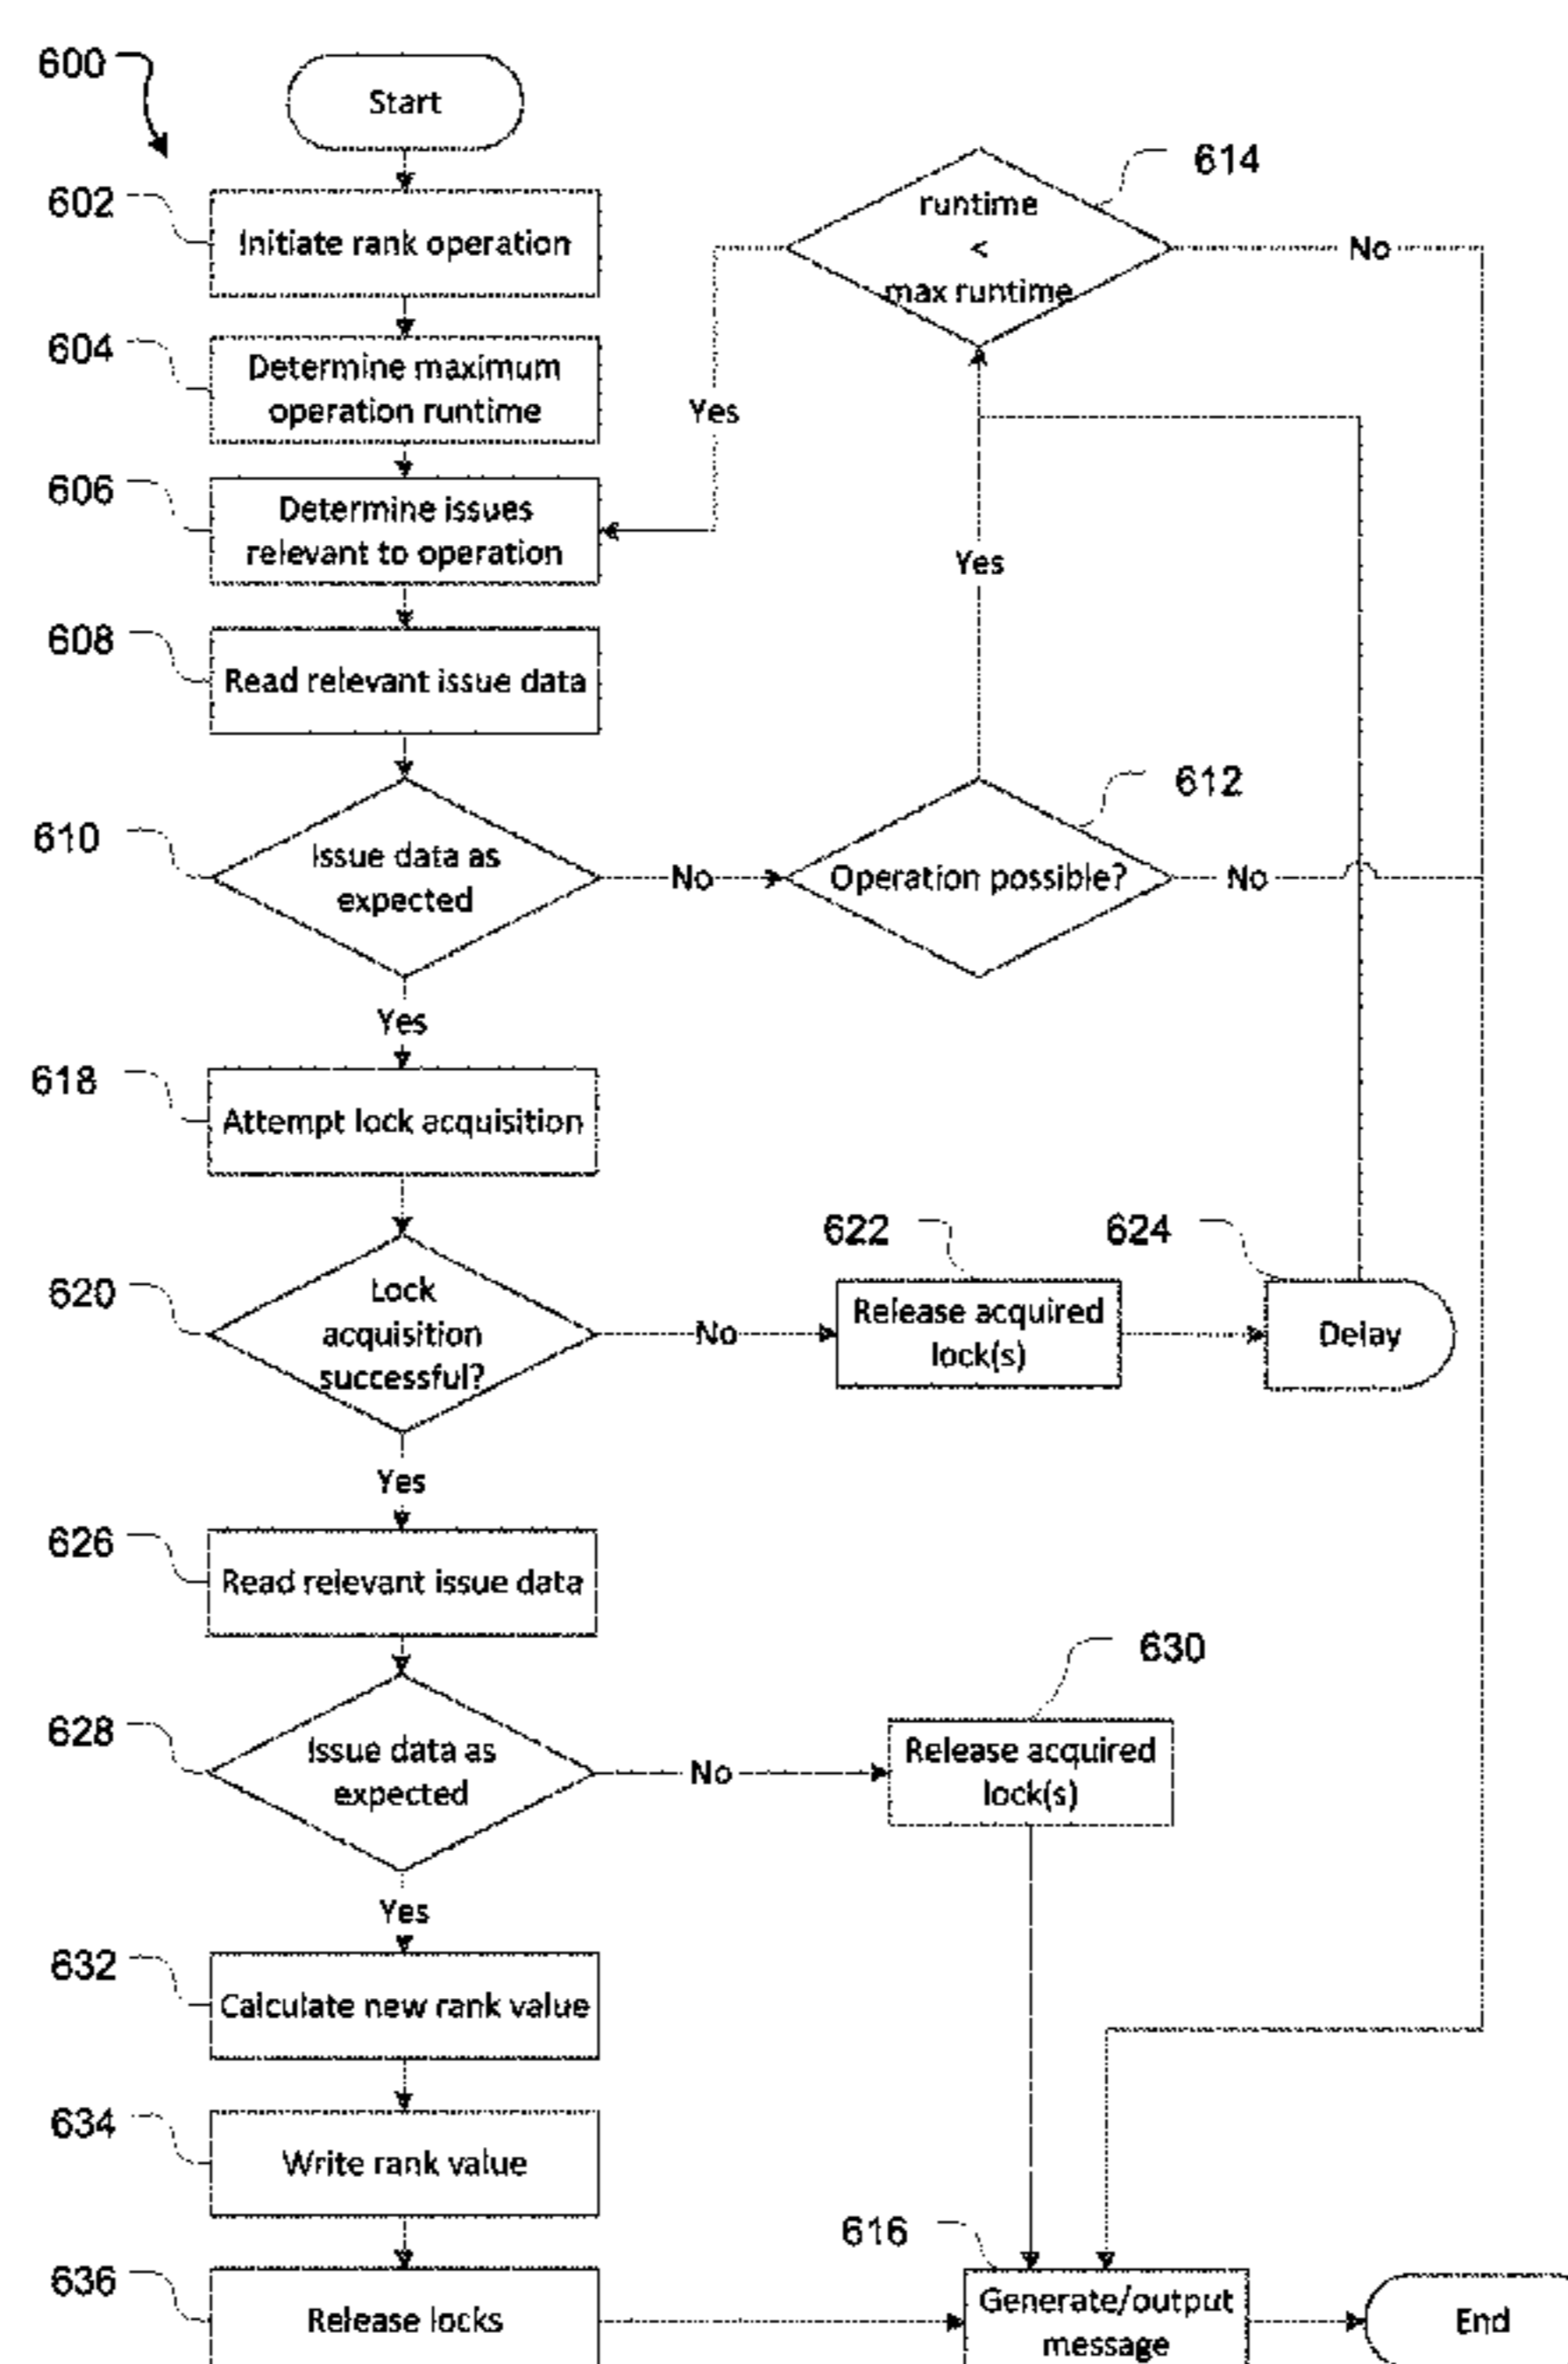 600
Start
602
Initiate rank operation
614
runtime
<
max runtime
No
604
Determine maximum
operation runtime
Yes
606
Determine issues
relevant to operation
Yes
608
Read relevant issue data
610
Issue data as
expected
No
612
Operation possible?
No
Yes
618
Attempt lock acquisition
620
Lock
acquisition
successful?
No
622
Release acquired
lock(s)
624
Delay
Yes
626
Read relevant issue data
628
Issue data as
expected
No
630
Release acquired
lock(s)
Yes
632
Calculate new rank value
634
Write rank value
636
Release locks
616
Generate/output
message
End